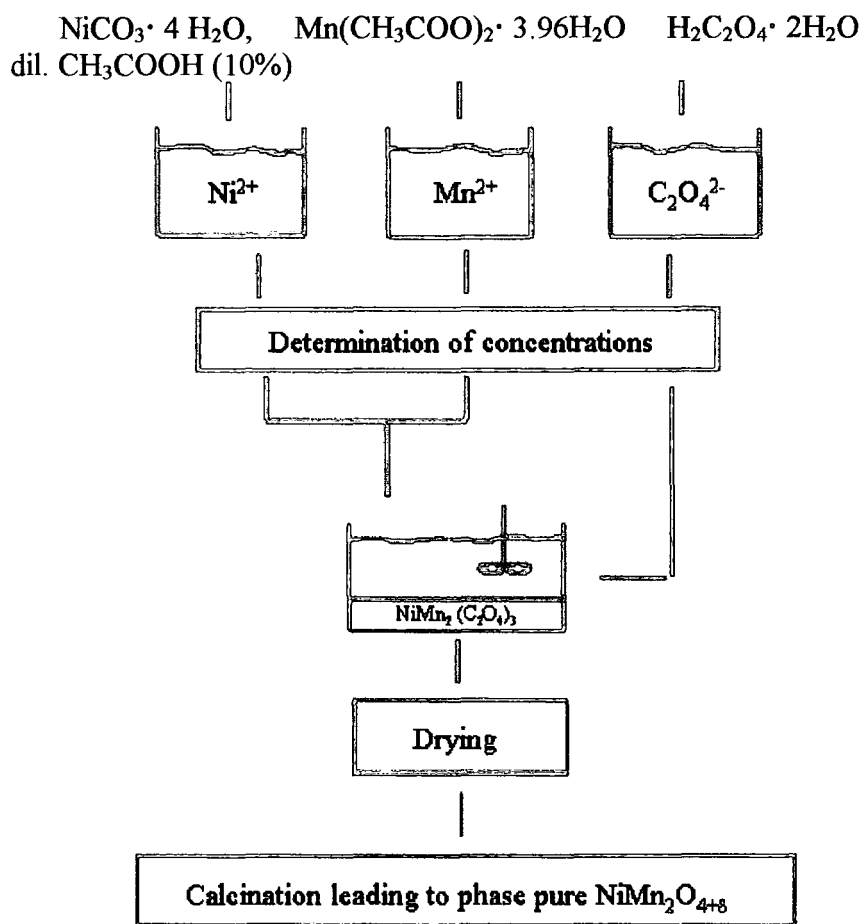 NiCO₃· 4 H₂O, Mn(CH₃COO)₂· 3.96H₂O H₂C₂O₄· 2H₂O
dil. CH₃COOH (10%)
Ni²⁺ Mn²⁺ C₂O₄²⁻
Determination of concentrations
NiMn₂ (C₂O₄)₃
Drying
Calcination leading to phase pure NiMn₂O₄₊δ